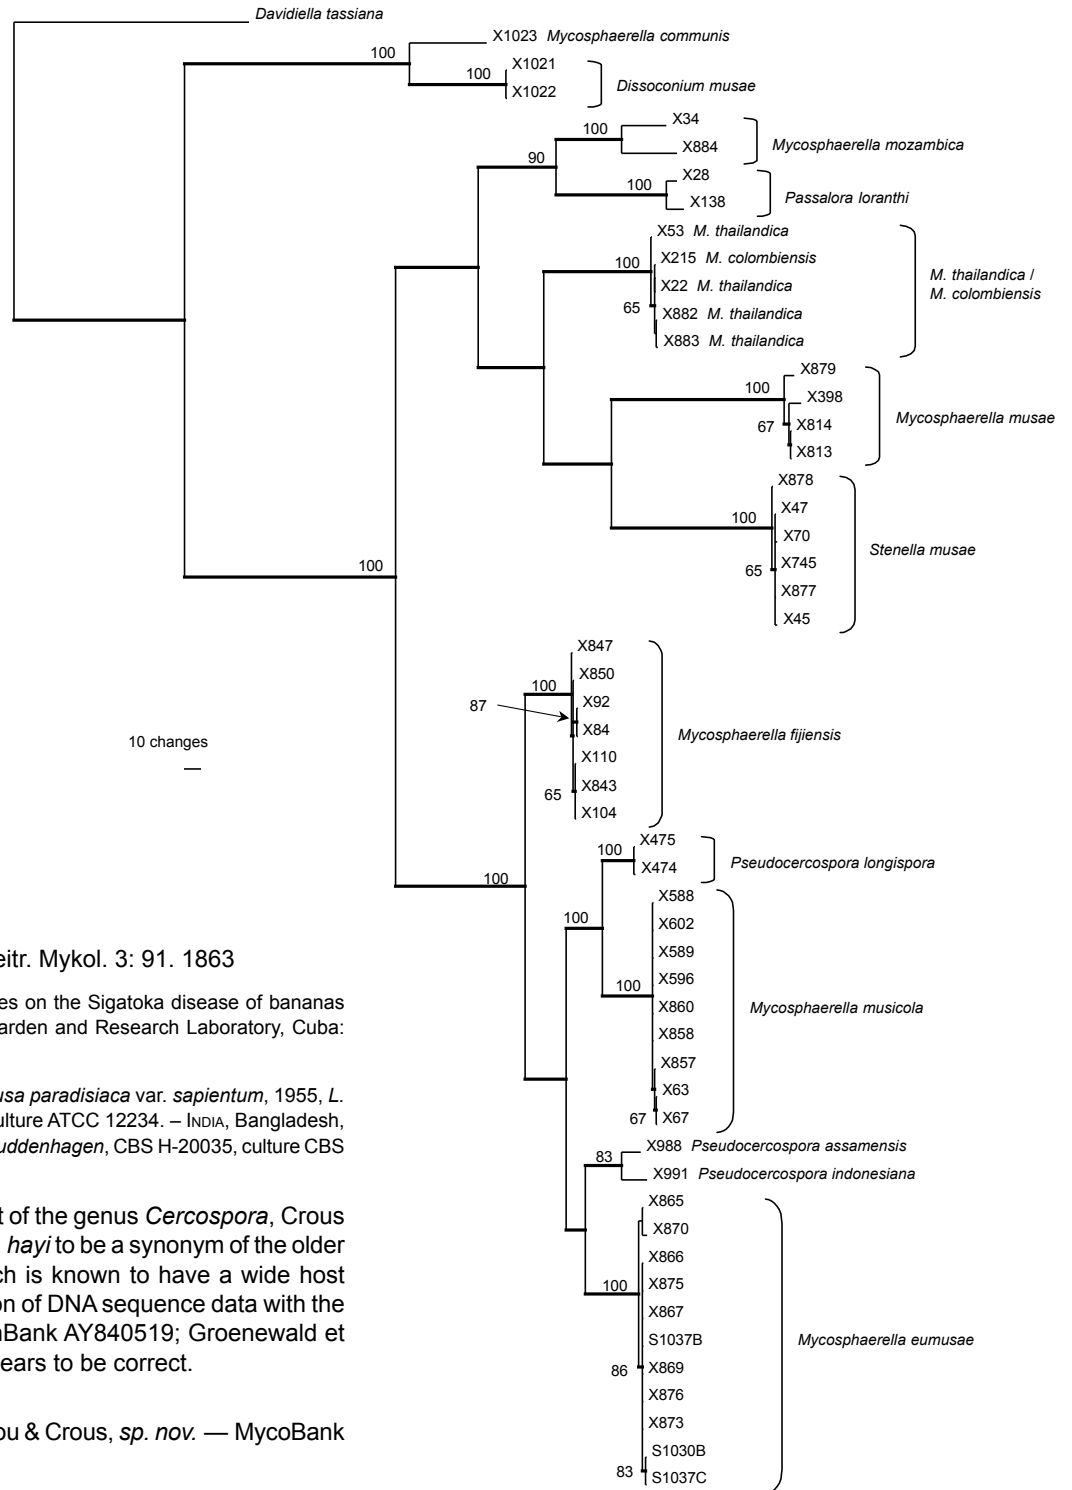 Davidiella tassiana
X1023 Mycosphaerella communis
100
X1021
100
X1022
Dissoconium musae
X34
100
X884
Mycosphaerella mozambica
90
X28
100
X138
Passalora loranthi
X53 M. thailandica
X215 M. colombiensis
100
X22 M. thailandica
65
X882 M. thailandica
X883 M. thailandica
M. thailandica /
M. colombiensis
X879
100
X398
67
X814
X813
Mycosphaerella musae
X878
X47
100
X70
X745
65
X877
X45
Stenella musae
100
X847
X850
100
X92
87
X84
X110
X843
65
X104
Mycosphaerella fijiensis
10 changes
X475
100
X474
Pseudocercospora longispora
100
X588
X602
100
X589
X596
100
X860
X858
X857
X63
67
X67
Mycosphaerella musicola
X988 Pseudocercospora assamensis
83
X991 Pseudocercospora indonesiana
X865
X870
X866
X875
100
X867
S1037B
86
X869
X876
X873
S1030B
83
S1037C
Mycosphaerella eumusae
eitr. Mykol. 3: 91. 1863
es on the Sigatoka disease of bananas
arden and Research Laboratory, Cuba:
usa paradisiaca var. sapientum, 1955, L.
ulture ATCC 12234. – INDIA, Bangladesh,
uddenhagen, CBS H-20035, culture CBS
t of the genus Cercospora, Crous
hayi to be a synonym of the older
ch is known to have a wide host
on of DNA sequence data with the
nBank AY840519; Groenewald et
ears to be correct.
ou & Crous, sp. nov. — MycoBank